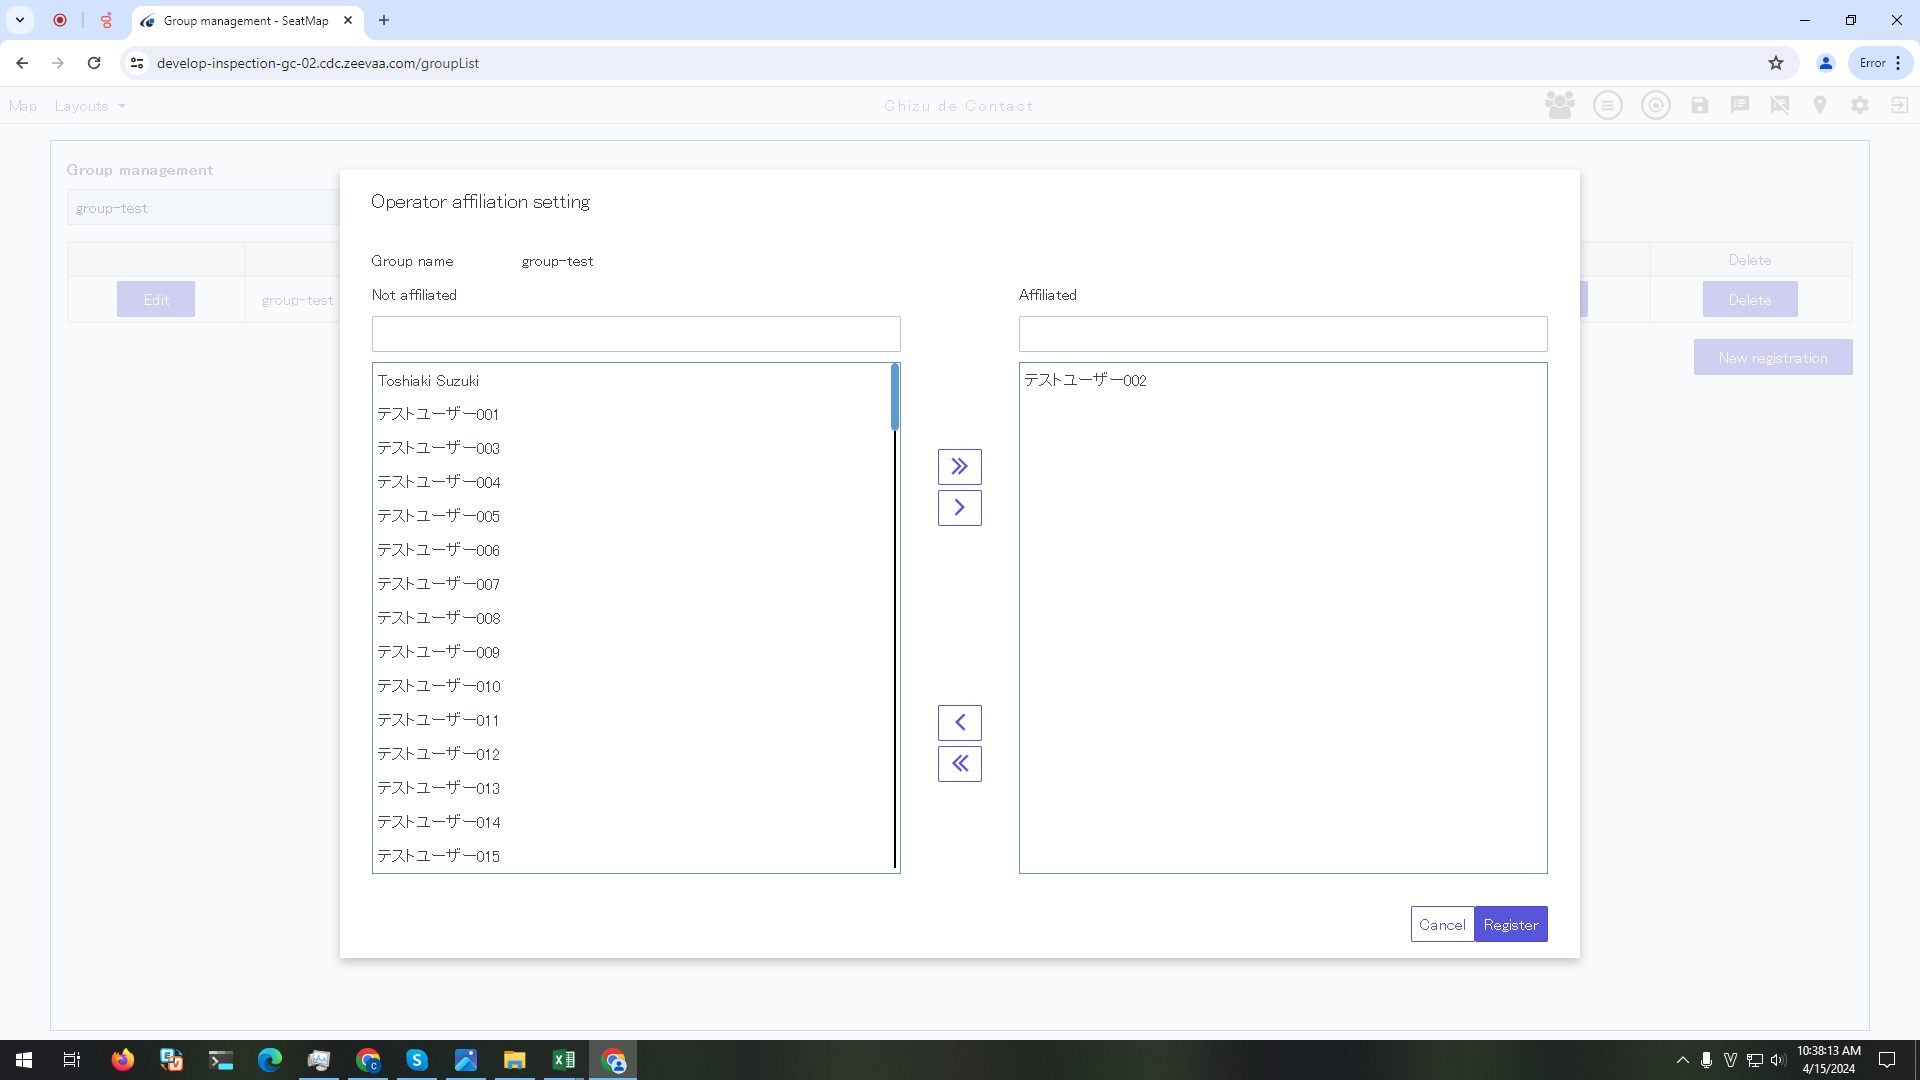 Group management - SeatMap
develop-inspection-gc-02.cdc.zeevaa.com/groupList
Error
Map
Layouts
Chizu de Contact
Group management
group-test
Delete
Edit
group-test
Delete
New registration
Operator affiliation setting
Group name
group-test
Not affiliated
Affiliated
Toshiaki Suzuki
テストユーザー001
テストユーザー003
テストユーザー004
テストユーザー005
テストユーザー006
テストユーザー007
テストユーザー008
テストユーザー009
テストユーザー010
テストユーザー011
テストユーザー012
テストユーザー013
テストユーザー014
テストユーザー015
テストユーザー002
Cancel
Register
10:38:13 AM
4/15/2024